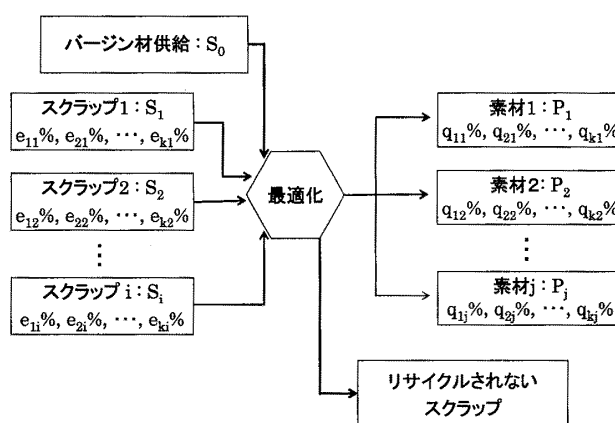 バージン材供給：S0
スクラップ1：S1
e11%, e21%, ･･･, ek1%
スクラップ2：S2
e12%, e22%, ･･･, ek2%
⋮
スクラップ i：Si
e1i%, e2i%, ･･･, eki%
最適化
素材1：P1
q11%, q21%, ･･･, qk1%
素材2：P2
q12%, q22%, ･･･, qk2%
⋮
素材j：Pj
q1j%, q2j%, ･･･, qkj%
リサイクルされない
スクラップ